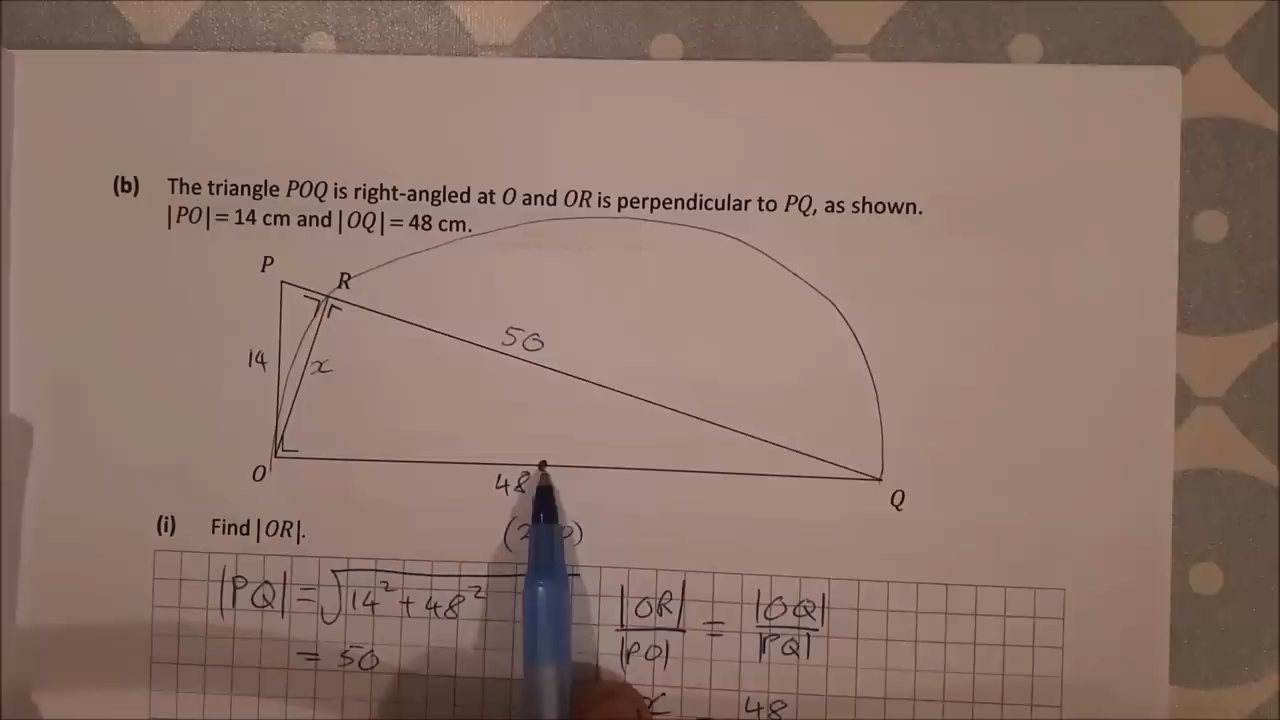 (b) The triangle POQ is right-angled at O and OR is perpendicular to PQ, as shown.
|PO| = 14 cm and |OQ| = 48 cm.
P
R
50
14
x
O
48
Q
(i) Find |OR|.
|PQ| = √14² + 48²
= 50
|OR| / |PO| = |OQ| / |PQ|
x 48